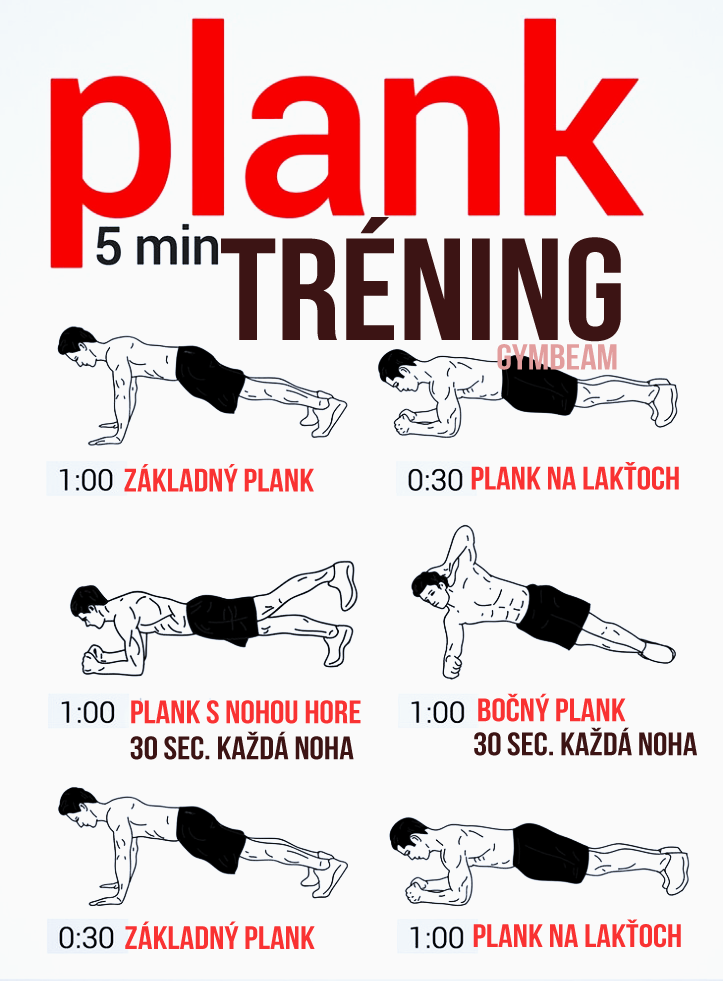 plank
5 min TRÉNING
GYMBEAM
1:00 ZÁKLADNÝ PLANK
0:30 PLANK NA LAKŤOCH
1:00 PLANK S NOHOU HORE
30 SEC. KAŽDÁ NOHA
1:00 BOČNÝ PLANK
30 SEC. KAŽDÁ NOHA
0:30 ZÁKLADNÝ PLANK
1:00 PLANK NA LAKŤOCH